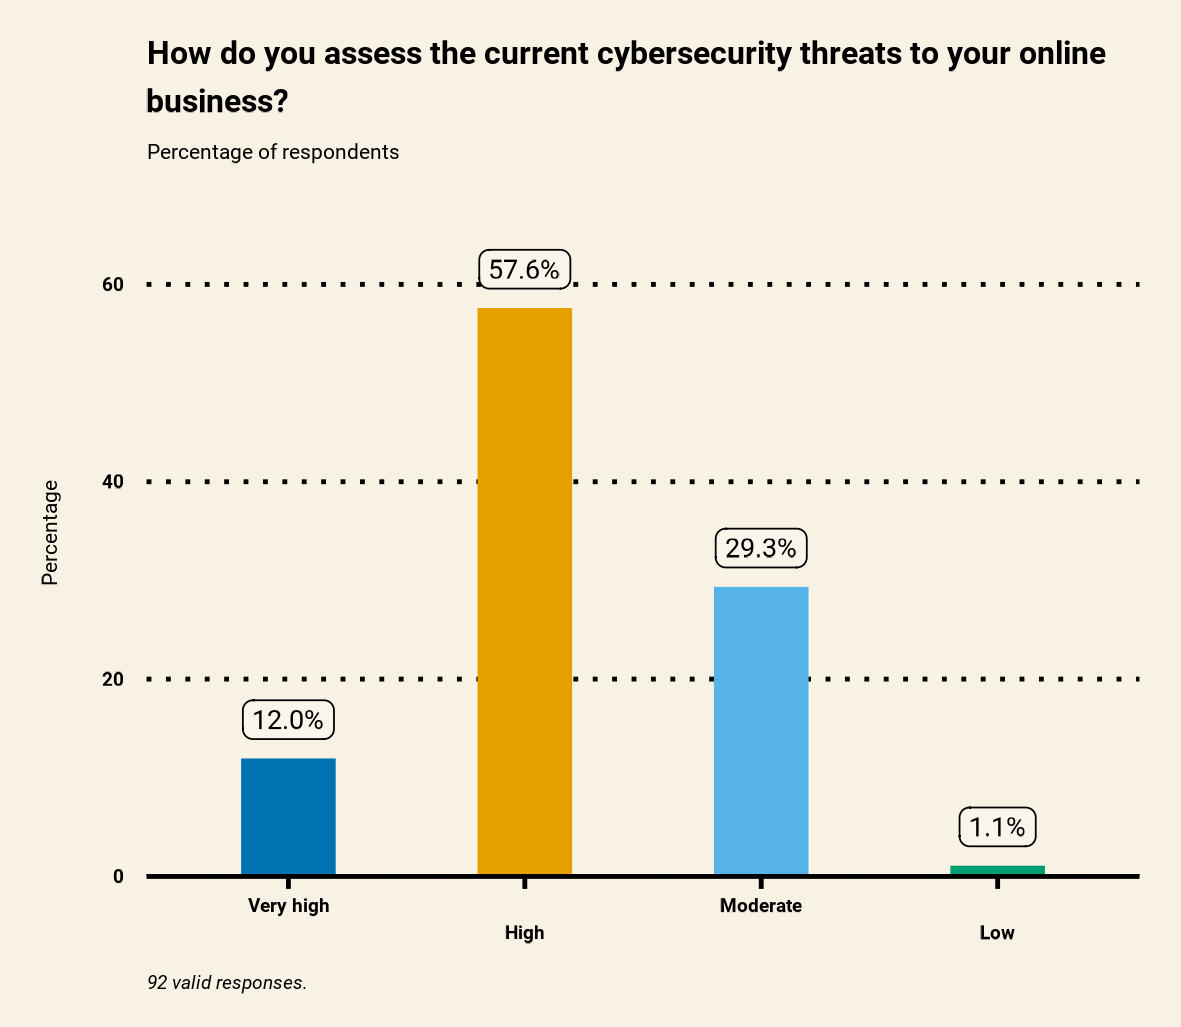 How do you assess the current cybersecurity threats to your online
business?
Percentage of respondents
57.6%
60
40
29.3%
Percentage
20
12.0%
1.1%
0
Very high
Moderate
High
Low
92 valid responses.